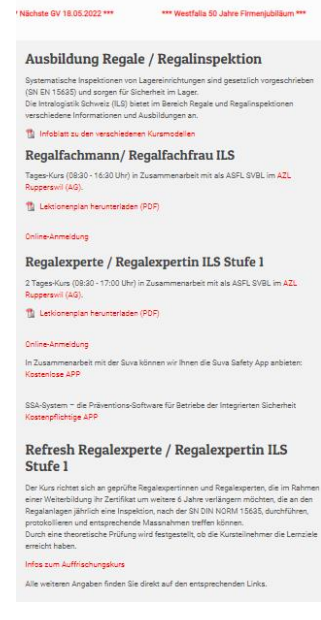 Nächste GV 18.05.2022 *** *** Westfalia 50 Jahre Firmenjubiläum ***
Ausbildung Regale / Regalinspektion
Systematische Inspektionen von Lagereinrichtungen sind gesetzlich vorgeschrieben
(SN EN 15635) und sorgen für Sicherheit im Lager.
Die Intralogistik Schweiz (ILS) bietet im Bereich Regale und Regalinspektionen
verschiedene Informationen und Ausbildungen an.
Infoblatt zu den verschiedenen Kursmodellen
Regalfachmann/ Regalfachfrau ILS
Tages-Kurs (08:30 - 16:30 Uhr) in Zusammenarbeit mit als ASFL SVBL im AZL
Rupperswil (AG).
Lektionenplan herunterladen (PDF)
Online-Anmeldung
Regalexperte / Regalexpertin ILS Stufe 1
2 Tages-Kurs (08:30 - 17:00 Uhr) in Zusammenarbeit mit als ASFL SVBL im AZL
Rupperswil (AG).
Letkionenplan herunterladen (PDF)
Online-Anmeldung
In Zusammenarbeit mit der Suva können wir Ihnen die Suva Safety App anbieten:
Kostenlose APP
SSA-System – die Präventions-Software für Betriebe der Integrierten Sicherheit
Kostenpflichtige APP
Refresh Regalexperte / Regalexpertin ILS
Stufe 1
Der Kurs richtet sich an geprüfte Regalexpertinnen und Regalexperten, die im Rahmen
einer Weiterbildung ihr Zertifikat um weitere 6 Jahre verlängern möchten, die an den
Regalanlagen jährlich eine Inspektion, nach der SN DIN NORM 15635, durchführen,
protokollieren und entsprechende Massnahmen treffen können.
Durch eine theoretische Prüfung wird festgestellt, ob die Kursteilnehmer die Lernziele
erreicht haben.
Infos zum Auffrischungskurs
Alle weiteren Angaben finden Sie direkt auf den entsprechenden Links.